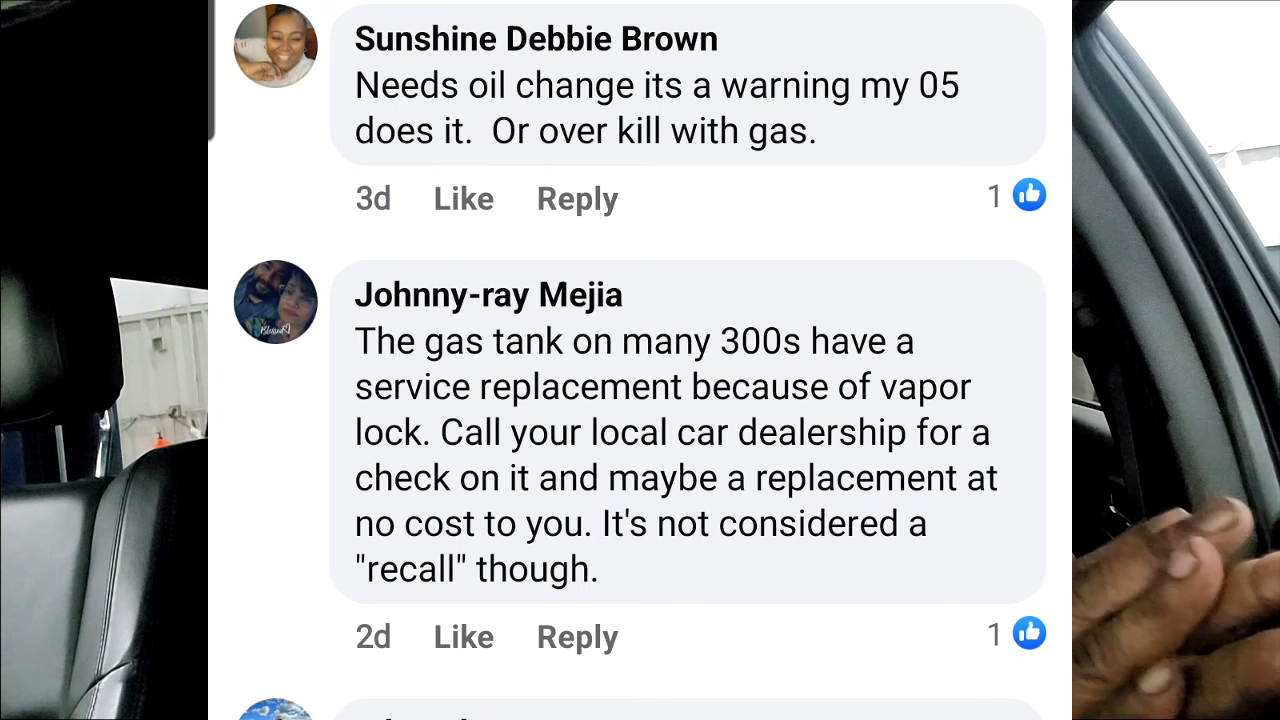 Sunshine Debbie Brown
Needs oil change its a warning my 05
does it.  Or over kill with gas.
3d Like Reply 1
Johnny-ray Mejia
The gas tank on many 300s have a
service replacement because of vapor
lock. Call your local car dealership for a
check on it and maybe a replacement at
no cost to you. It's not considered a
"recall" though.
2d Like Reply 1